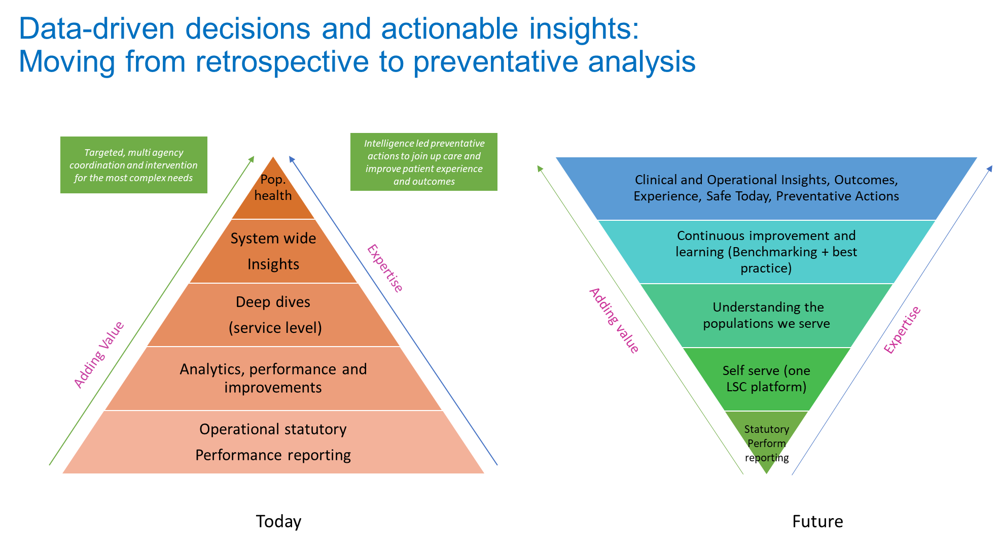 Data-driven decisions and actionable insights:
Moving from retrospective to preventative analysis
Targeted, multi agency
coordination and intervention
for the most complex needs
Intelligence led preventative
actions to join up care and
improve patient experience
and outcomes
Pop.
health
System wide
Insights
Deep dives
(service level)
Analytics, performance and
improvements
Operational statutory
Performance reporting
Adding Value
Expertise
Today
Clinical and Operational Insights, Outcomes,
Experience, Safe Today, Preventative Actions
Continuous improvement and
learning (Benchmarking + best
practice)
Understanding the
populations we serve
Self serve (one
LSC platform)
Statutory
Perform
reporting
Adding value
Expertise
Future